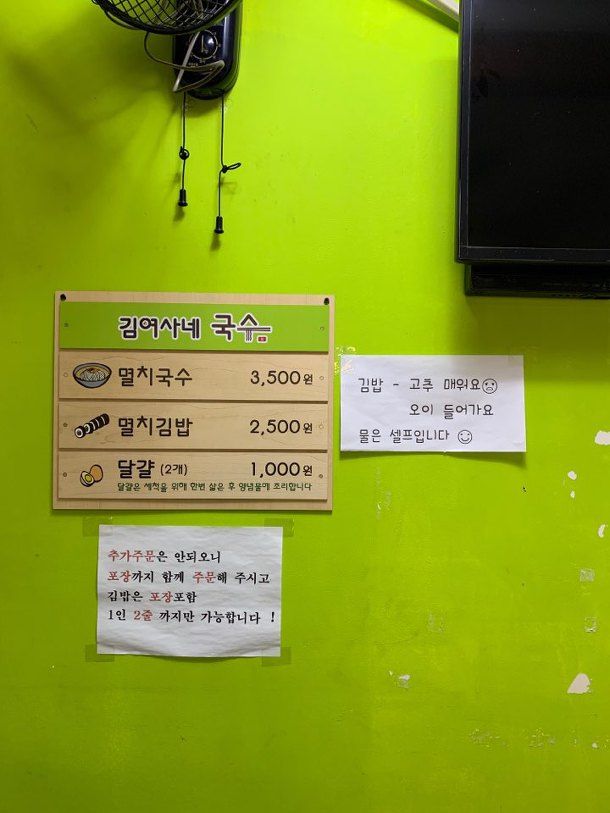 김여사네 국수
멸치국수 3,500원
멸치김밥 2,500원
달걀 (2개) 1,000원
달걀은 세척을 위해 한번 삶은 후 양념물에 조리합니다
김밥 - 고추 매워요
오이 들어가요
물은 셀프입니다
추가주문은 안되오니
포장까지 함께 주문해 주시고
김밥은 포장포함
1인 2줄 까지만 가능합니다 !